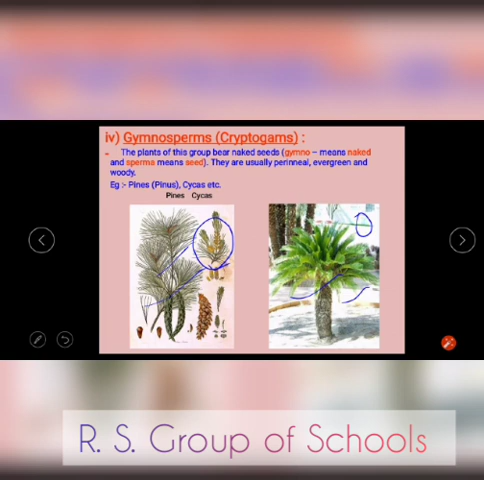 iv) Gymnosperms (Cryptogams) :
- The plants of this group bear naked seeds (gymno – means naked
and sperma means seed). They are usually perinneal, evergreen and
woody.
Eg :- Pines (Pinus), Cycas etc.
Pines Cycas
R. S. Group of Schools